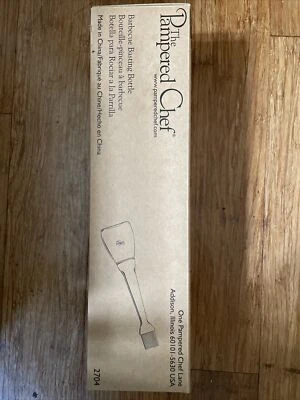 The
Pampered Chef®
www.pamperedchef.com
Barbecue Basting Bottle
Bouteille-pinceau à barbecue
Botella para Rociar a la Parrilla
Made in China/Fabriqué au Chine/Hecho en China
One Pampered Chef Lane
Addison, Illinois 60101-5630 USA
2704